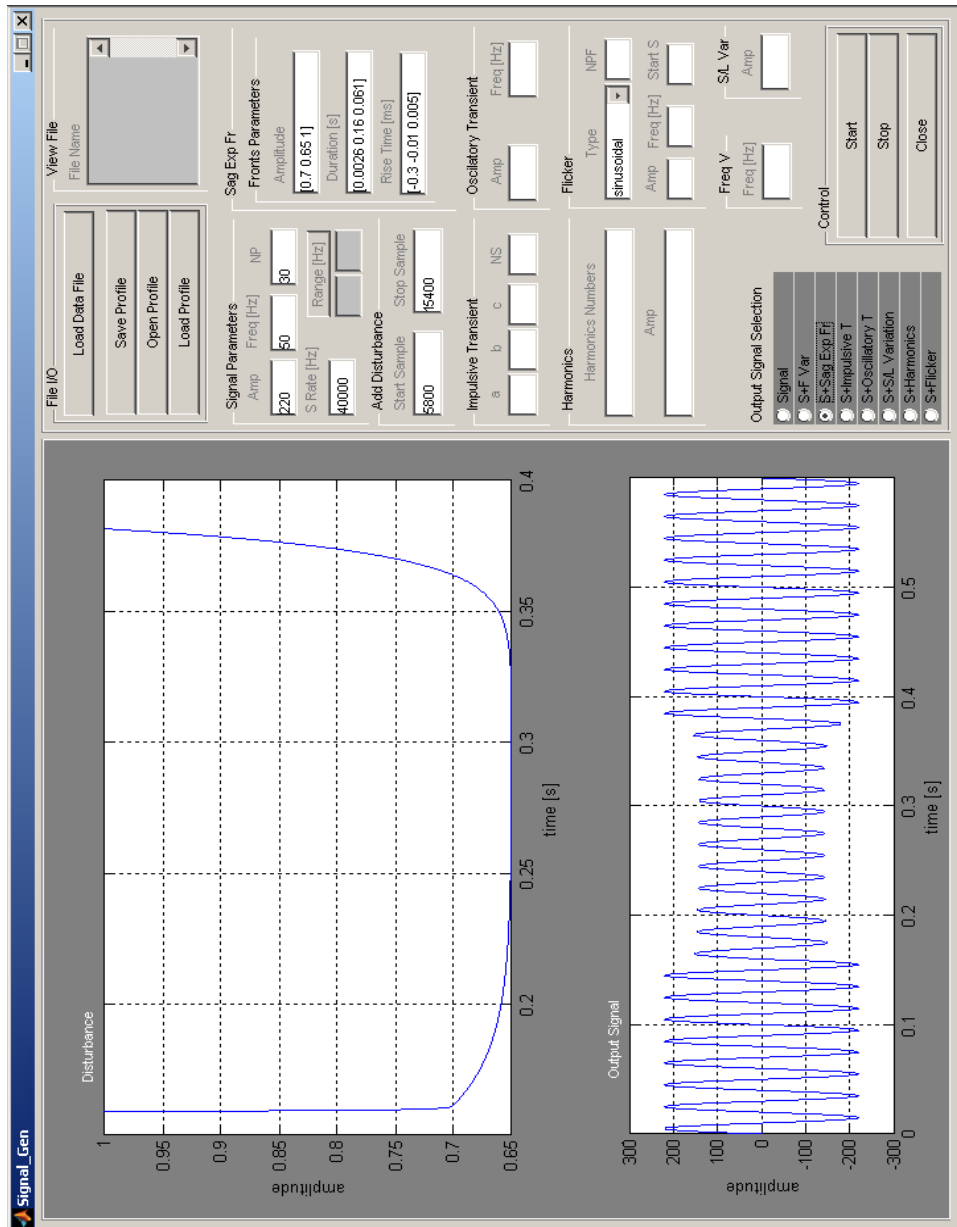 Signal_Gen
Disturbance
1
0.95
0.9
0.85
0.8
0.75
0.7
0.65
amplitude
0.2
0.25
0.3
0.35
0.4
time [s]
Output Signal
300
200
100
0
-100
-200
-300
amplitude
0
0.1
0.2
0.3
0.4
0.5
time [s]
File I/O
Load Data File
Save Profile
Open Profile
Load Profile
View File
File Name
Signal Parameters
Amp Freq [Hz] NP
220 50 30
S Rate [Hz] Range [Hz]
40000
Add Disturbance
Start Sample Stop Sample
5800 15400
Sag Exp Fr
Fronts Parameters
Amplitude
[0.7 0.65 1]
Duration [s]
[0.0026 0.16 0.061]
Rise Time [ms]
[-0.3 -0.01 0.005]
Impulsive Transient
a b c NS
Oscilatory Transient
Amp Freq [Hz]
Harmonics
Harmonics Numbers
Amp
Flicker
Type NPF
sinusoidal
Amp Freq [Hz] Start S
Freq V
Freq [Hz]
S/L Var
Amp
Output Signal Selection
Signal
S+F Var
S+Sag Exp Fr
S+Impulsive T
S+Oscillatory T
S+S/L Variation
S+Harmonics
S+Flicker
Control
Start
Stop
Close